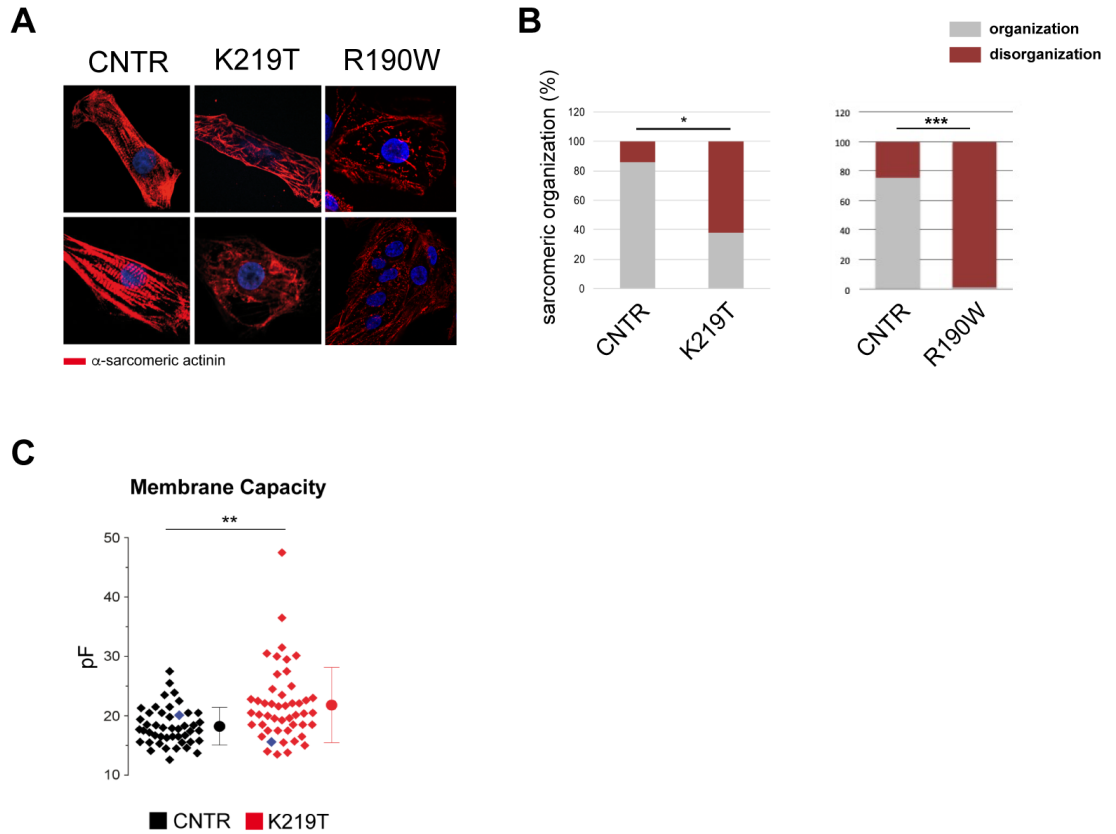 A
CNTR K219T R190W
α-sarcomeric actinin
B
organization
disorganization
sarcomeric organization (%)
120
100
80
60
40
20
0
*
CNTR
K219T
120
100
80
60
40
20
0
***
CNTR
R190W
C
Membrane Capacity
**
50
40
30
20
10
pF
CNTR K219T